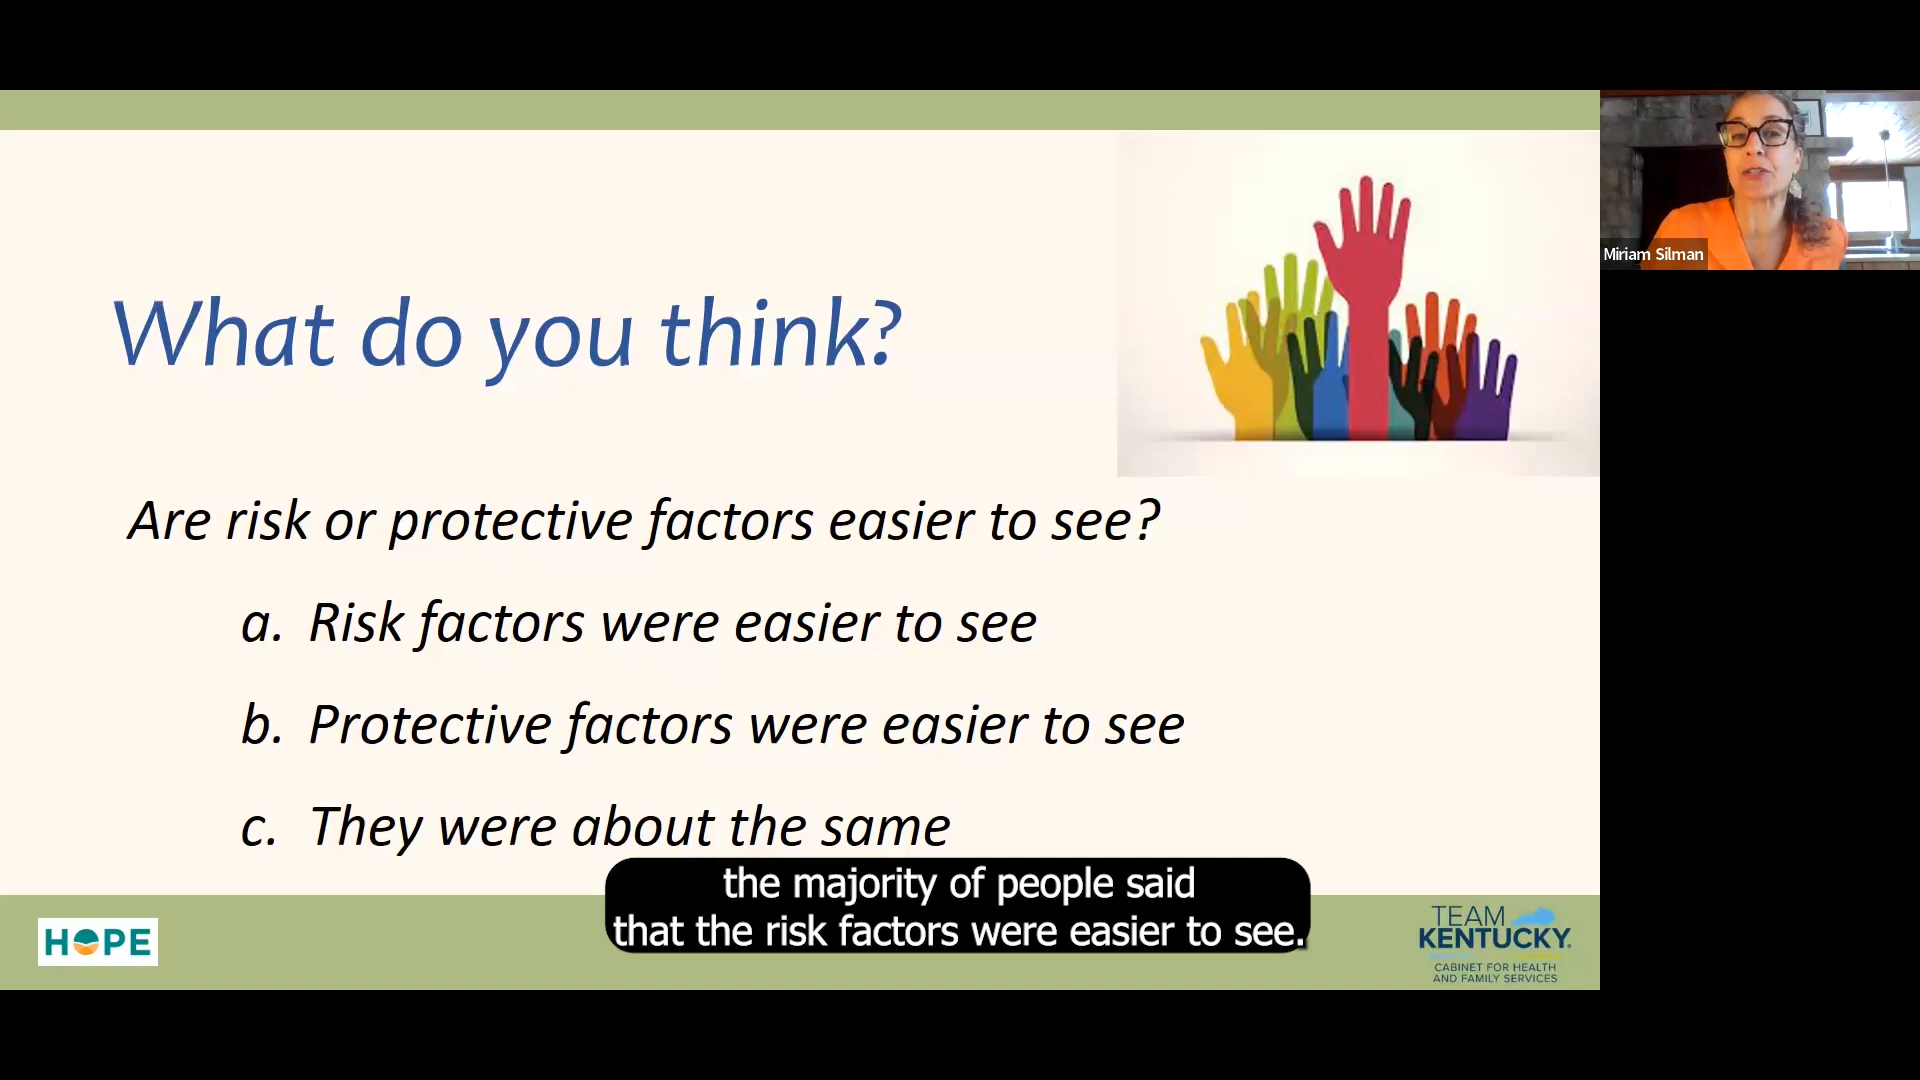 What do you think?
Are risk or protective factors easier to see?
a. Risk factors were easier to see
b. Protective factors were easier to see
c. They were about the same
the majority of people said
that the risk factors were easier to see.
HOPE
TEAM
KENTUCKY.
CABINET FOR HEALTH
AND FAMILY SERVICES
Miriam Silman